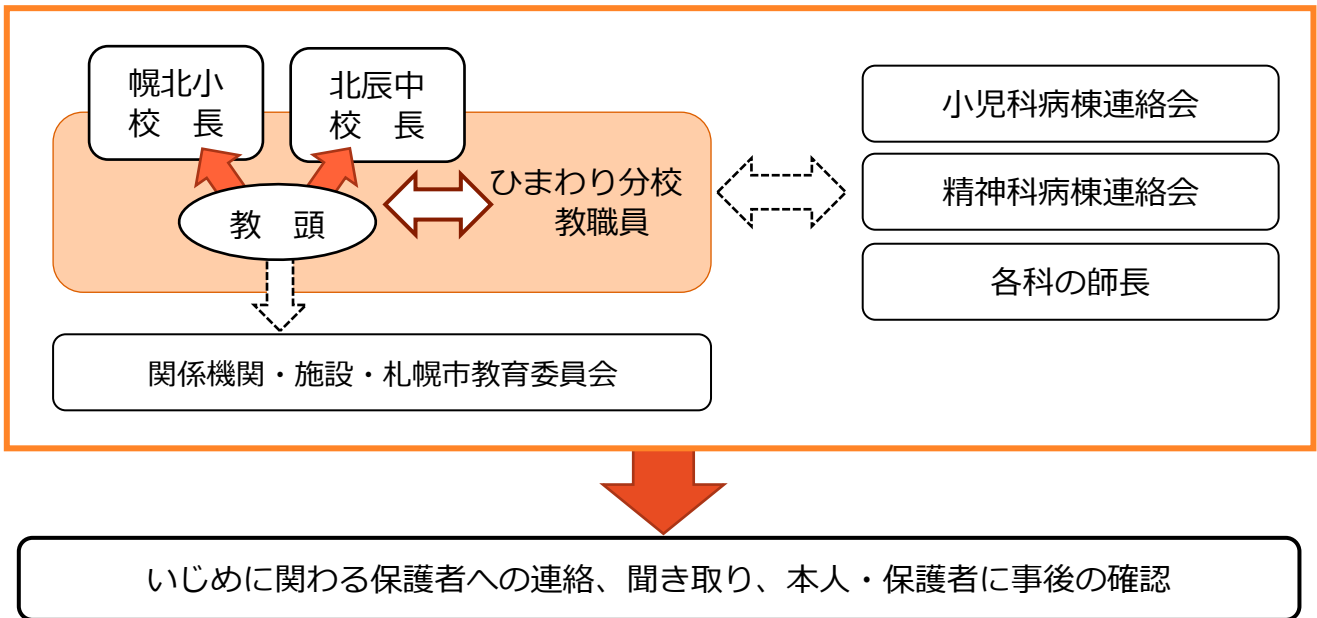 幌北小
校　長
北辰中
校　長
教　頭
ひまわり分校
教職員
関係機関・施設・札幌市教育委員会
小児科病棟連絡会
精神科病棟連絡会
各科の師長
いじめに関わる保護者への連絡、聞き取り、本人・保護者に事後の確認